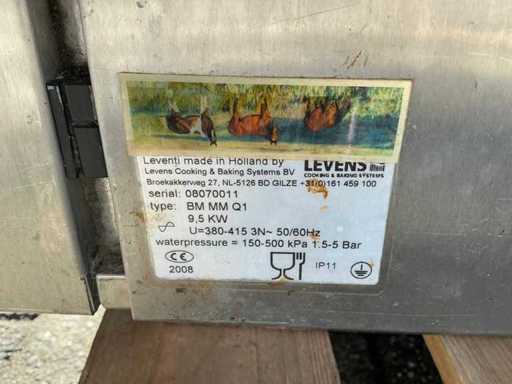 Leventi made in Holland by
LEVENS
Levens Cooking & Baking Systems BV
COOKING & BAKING SYSTEMS
Broekakkerweg 27, NL-5126 BD GILZE +31(0)161 459 100
serial: 08070011
type: BM MM Q1
9,5 KW
U=380-415 3N~ 50/60Hz
waterpressure = 150-500 kPa 1.5-5 Bar
CE
2008
IP11